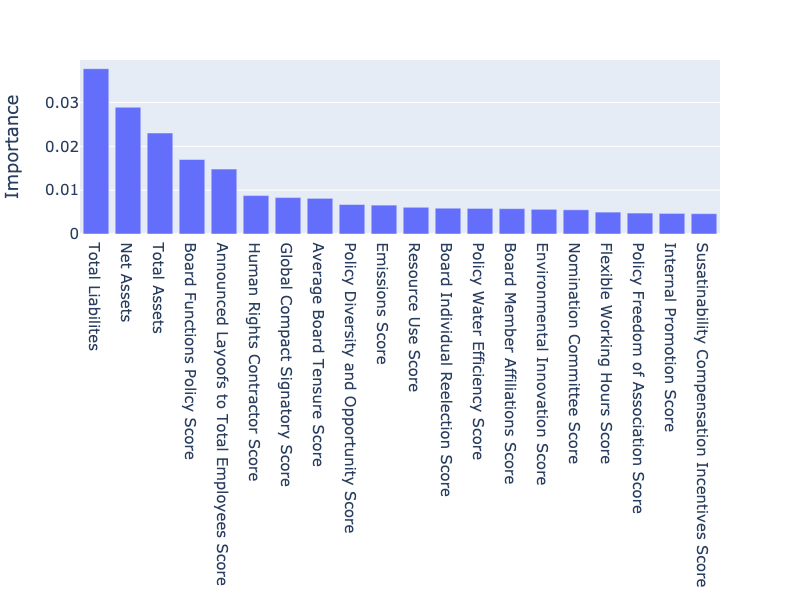 Importance
0.03
0.02
0.01
0
Total Liabilites
Net Assets
Total Assets
Board Functions Policy Score
Announced Layoofs to Total Employees Score
Human Rights Contractor Score
Global Compact Signatory Score
Average Board Tensure Score
Policy Diversity and Opportunity Score
Emissions Score
Resource Use Score
Board Individual Reelection Score
Policy Water Efficiency Score
Board Member Affiliations Score
Environmental Innovation Score
Nomination Committee Score
Flexible Working Hours Score
Policy Freedom of Association Score
Internal Promotion Score
Susatinability Compensation Incentives Score